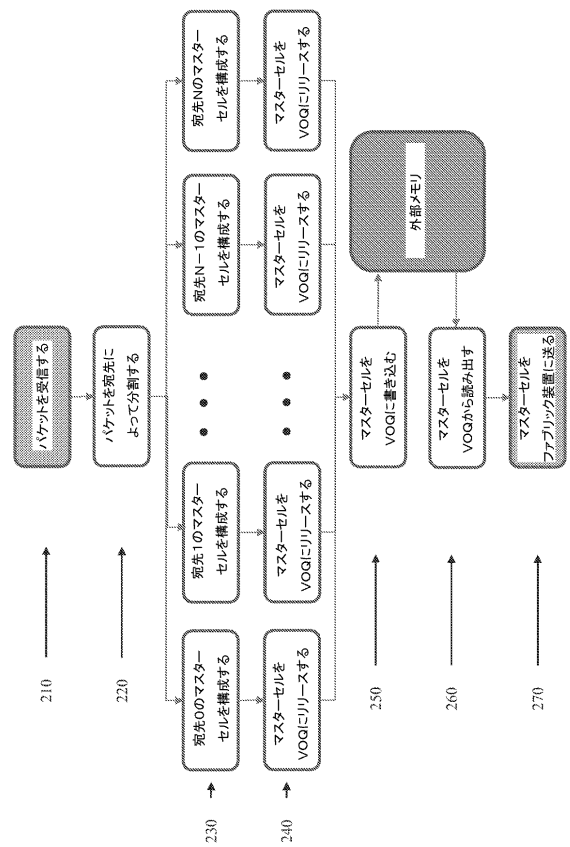 210
パケットを受信する
220
パケットを宛先に
よって分割する
230
宛先0のマスター
セルを構成する
宛先1のマスター
セルを構成する
宛先N-1のマスター
セルを構成する
宛先Nのマスター
セルを構成する
240
マスターセルを
VOQにリリースする
マスターセルを
VOQにリリースする
マスターセルを
VOQにリリースする
マスターセルを
VOQにリリースする
250
マスターセルを
VOQに書き込む
外部メモリ
260
マスターセルを
VOQから読み出す
270
マスターセルを
ファブリック装置に送る